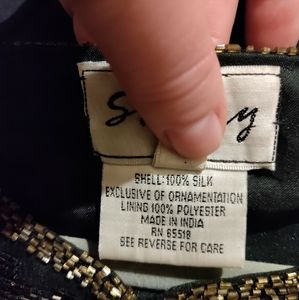 SHELL: 100% SILK
EXCLUSIVE OF ORNAMENTATION
LINING 100% POLYESTER
MADE IN INDIA
RN 65518
SEE REVERSE FOR CARE